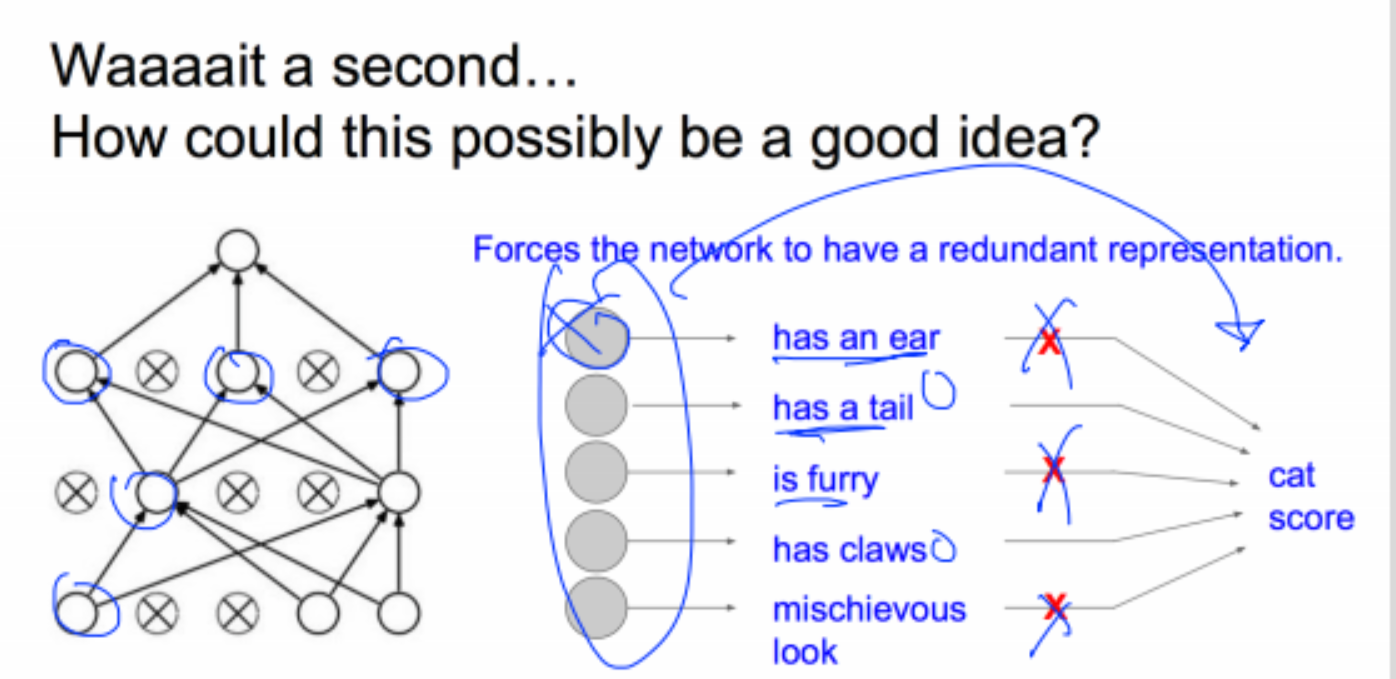 Waaaait a second…
How could this possibly be a good idea?
Forces the network to have a redundant representation.
has an ear
X
has a tail
is furry
X
has claws
mischievous
look
X
cat
score